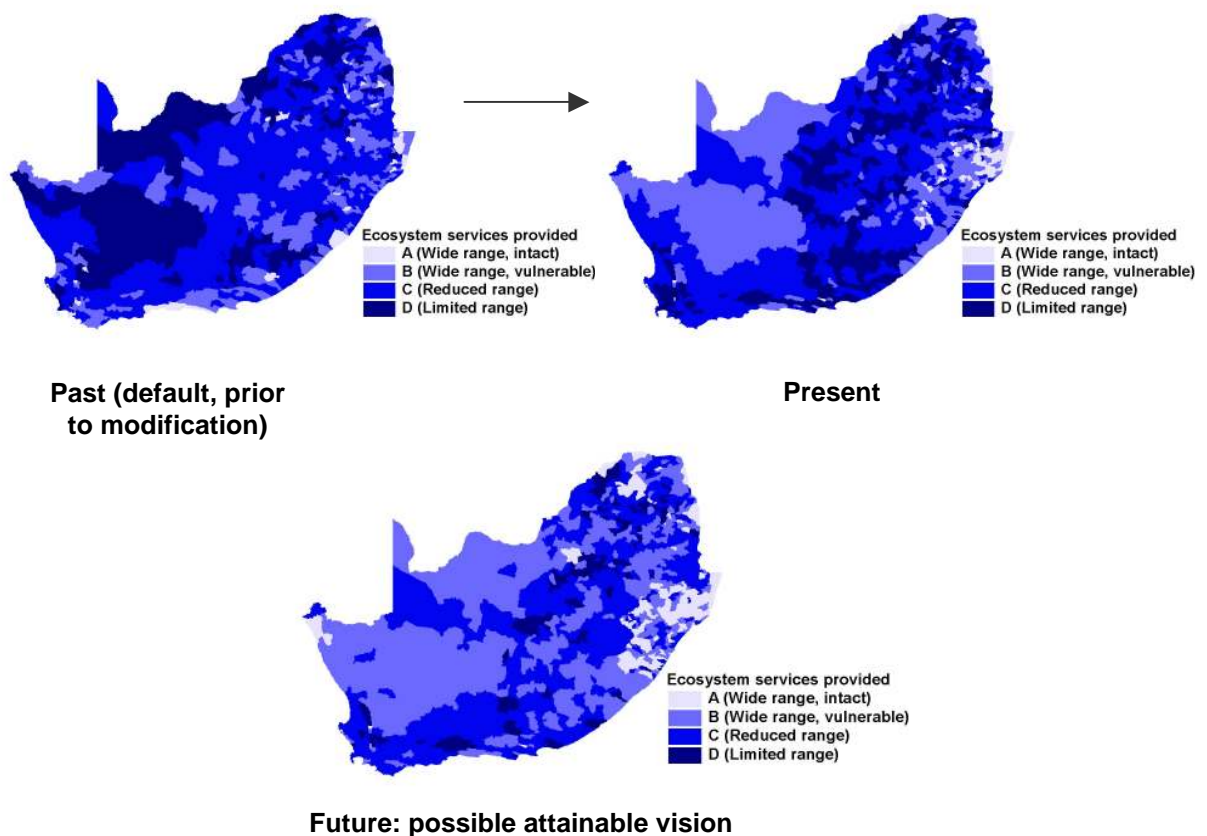 Ecosystem services provided
A (Wide range, intact)
B (Wide range, vulnerable)
C (Reduced range)
D (Limited range)
Ecosystem services provided
A (Wide range, intact)
B (Wide range, vulnerable)
C (Reduced range)
D (Limited range)
Past (default, prior
to modification)
Present
Ecosystem services provided
A (Wide range, intact)
B (Wide range, vulnerable)
C (Reduced range)
D (Limited range)
Future: possible attainable vision